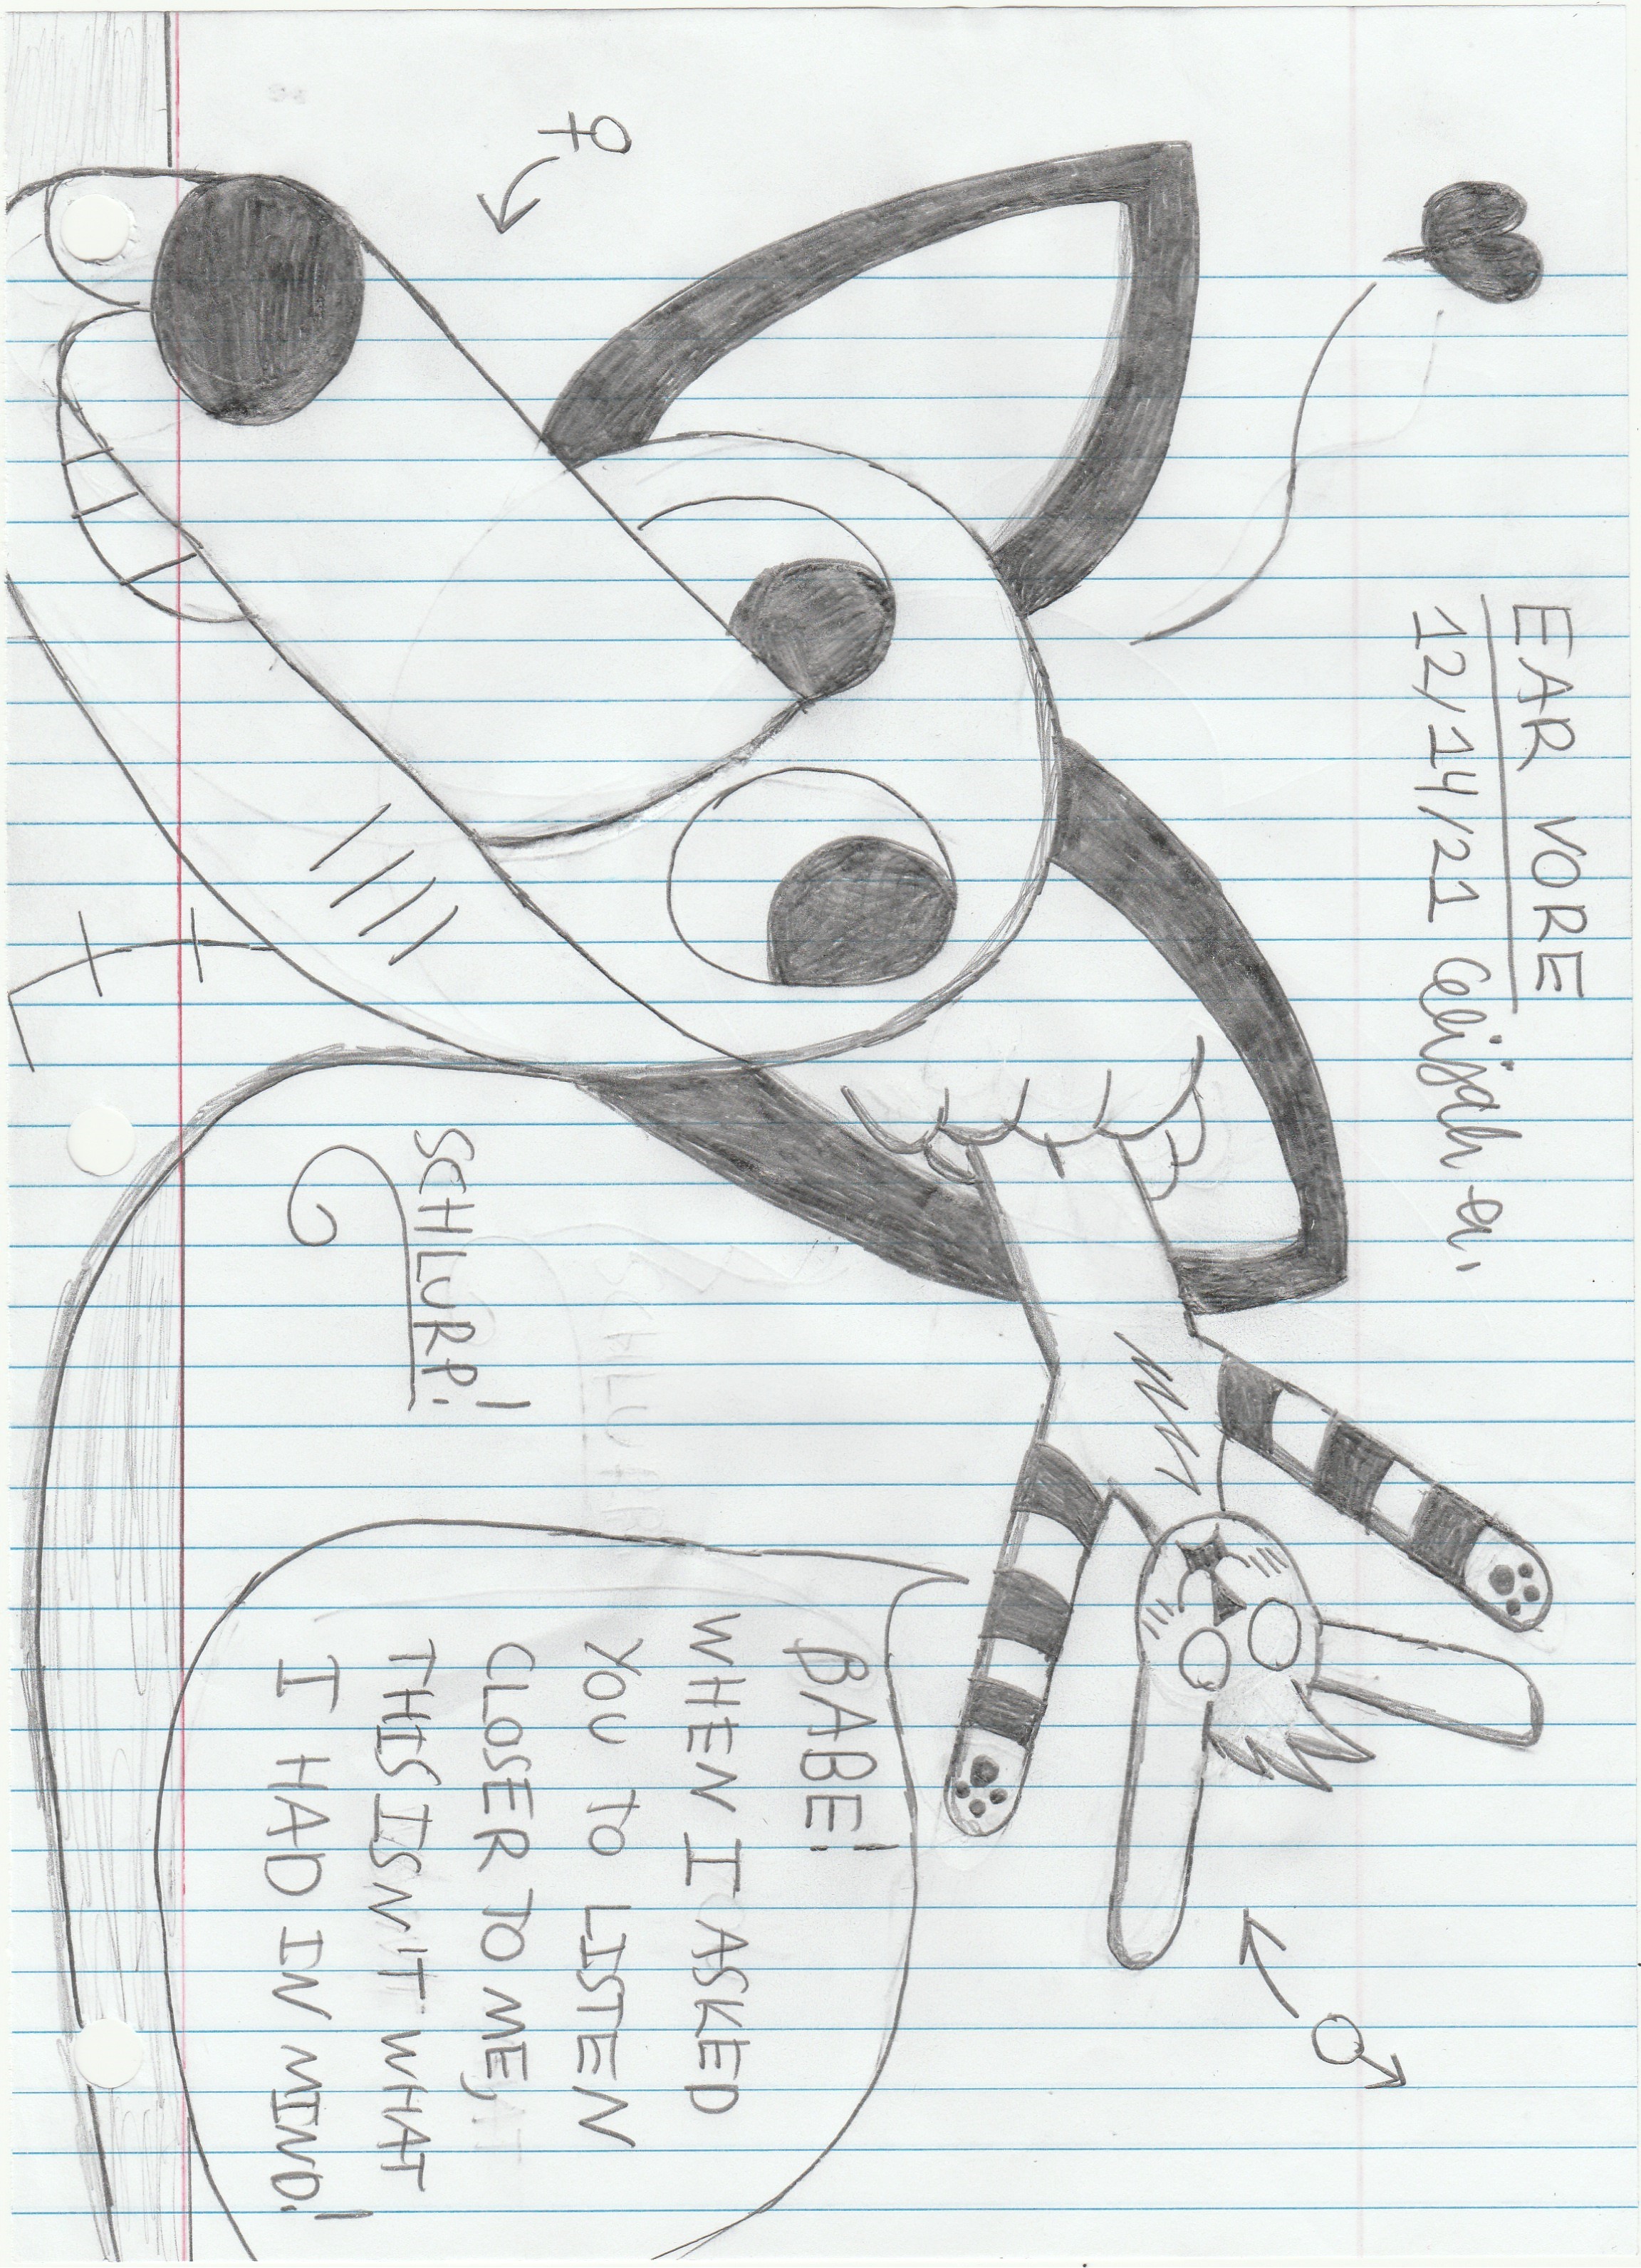 EAR VORE
12/14/21 Elijah a.
BABE!
WHEN I ASKED
YOU TO LISTEN
CLOSER TO ME,
THIS ISN'T WHAT
I HAD IN MIND!
SCHLURP!